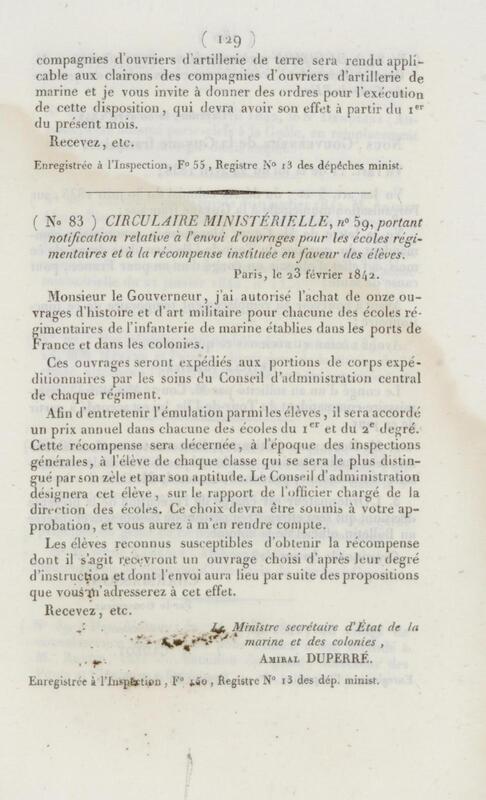 ( 129 )
compagnies d'ouvriers d'artillerie de terre sera rendu appli-
cable aux clairons des compagnies d'ouvriers d'artillerie de
marine et je vous invite à donner des ordres pour l'exécution
de cette disposition, qui devra avoir son effet à partir du 1er
du présent mois.
Recevez, etc.
Enregistrée à l'Inspection, Fº 55, Registre Nº 13 des dépêches minist.
( Nº 83 ) CIRCULAIRE MINISTÉRIELLE, nº 59, portant
notification relative à l'envoi d'ouvrages pour les écoles régi-
mentaires et à la récompense instituée en faveur des élèves.
Paris, le 23 février 1842.
Monsieur le Gouverneur, j'ai autorisé l'achat de onze ou-
vrages d'histoire et d'art militaire pour chacune des écoles ré-
gimentaires de l'infanterie de marine établies dans les ports de
France et dans les colonies.
Ces ouvrages seront expédiés aux portions de corps expé-
ditionnaires par les soins du Conseil d'administration central
de chaque régiment.
Afin d'entretenir l'émulation parmi les élèves, il sera accordé
un prix annuel dans chacune des écoles du 1er et du 2e degré.
Cette récompense sera décernée, à l'époque des inspections
générales, à l'élève de chaque classe qui se sera le plus distin-
gué par son zèle et par son aptitude. Le Conseil d'administration
désignera cet élève, sur le rapport de l'officier chargé de la
direction des écoles. Ce choix devra être soumis à votre ap-
probation, et vous aurez à m'en rendre compte.
Les élèves reconnus susceptibles d'obtenir la récompense
dont il s'agit recevront un ouvrage choisi d'après leur degré
d'instruction et dont l'envoi aura lieu par suite des propositions
que vous m'adresserez à cet effet.
Recevez, etc.
Le Ministre secrétaire d'État de la
marine et des colonies,
Amiral DUPERRÉ.
Enregistrée à l'Inspection, Fº 150, Registre Nº 13 des dép. minist.